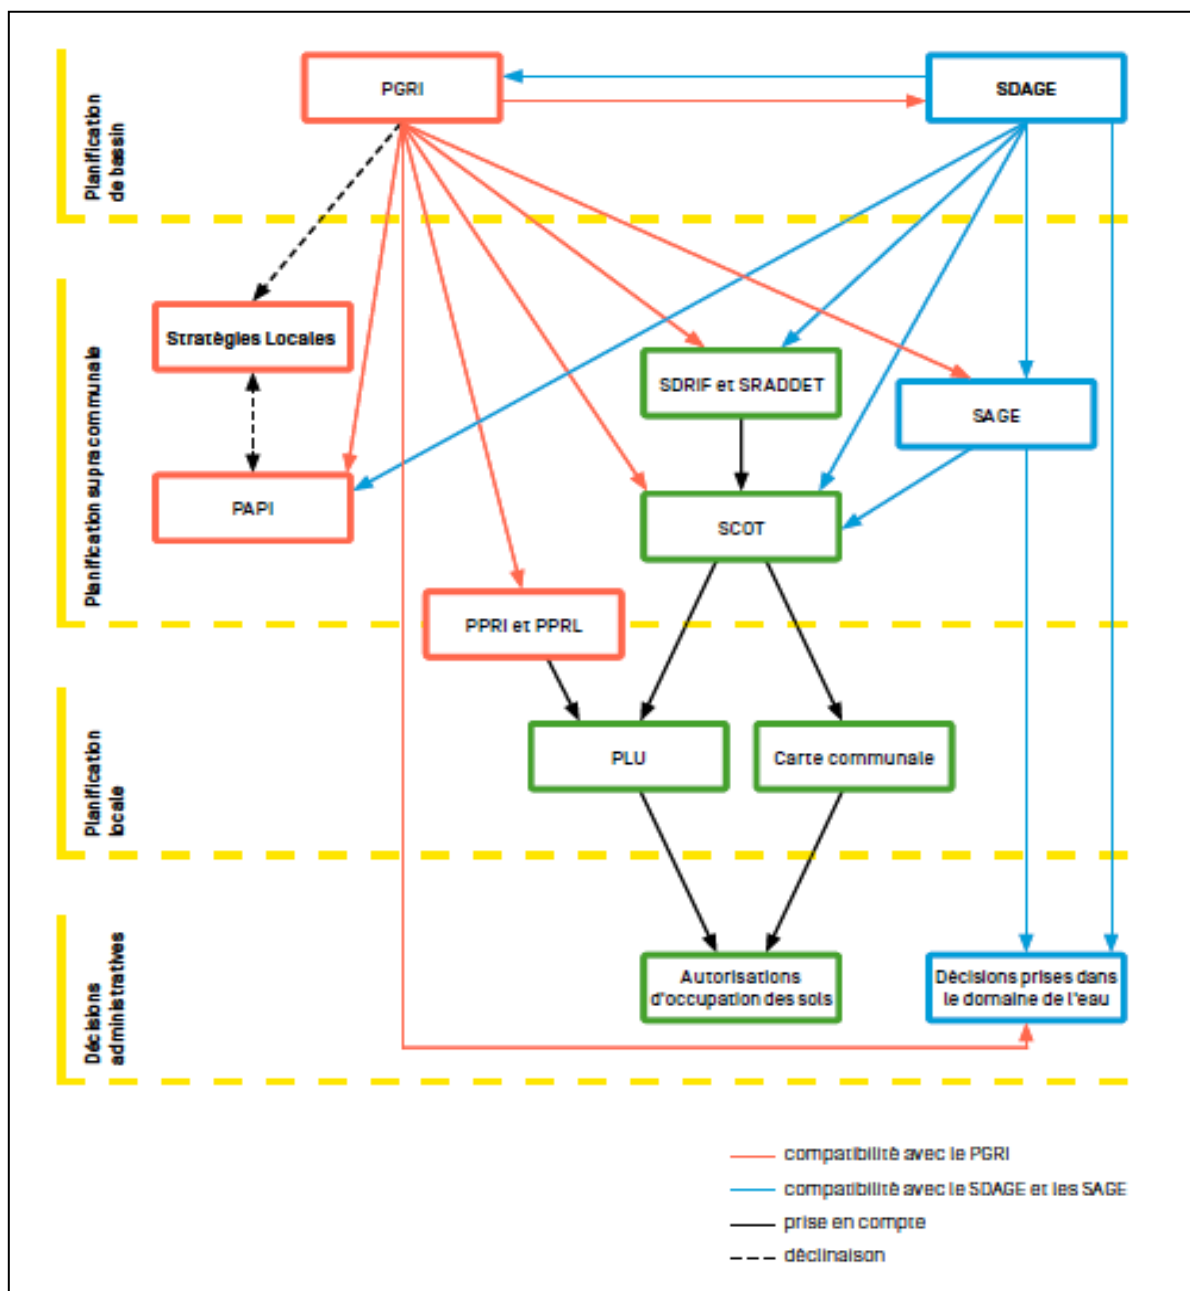 Planification
de bassin
PGRI
SDAGE
Planification supra communale
Stratégies Locales
SDRIF et SRADDET
SAGE
PAPI
SCOT
PPRI et PPRL
Planification
locale
PLU
Carte communale
Décisions
administratives
Autorisations
d'occupation des sols
Décisions prises dans
le domaine de l'eau
compatibilité avec le PGRI
compatibilité avec le SDAGE et les SAGE
prise en compte
déclinaison